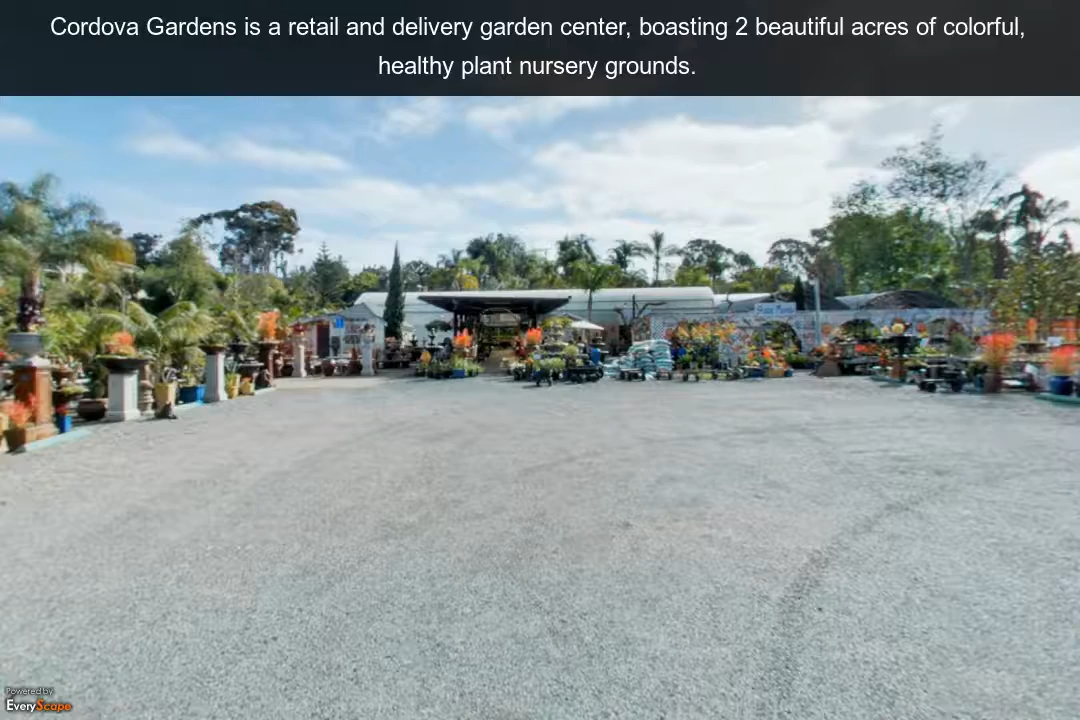 Cordova Gardens is a retail and delivery garden center, boasting 2 beautiful acres of colorful,
healthy plant nursery grounds.
Powered by
EveryScape